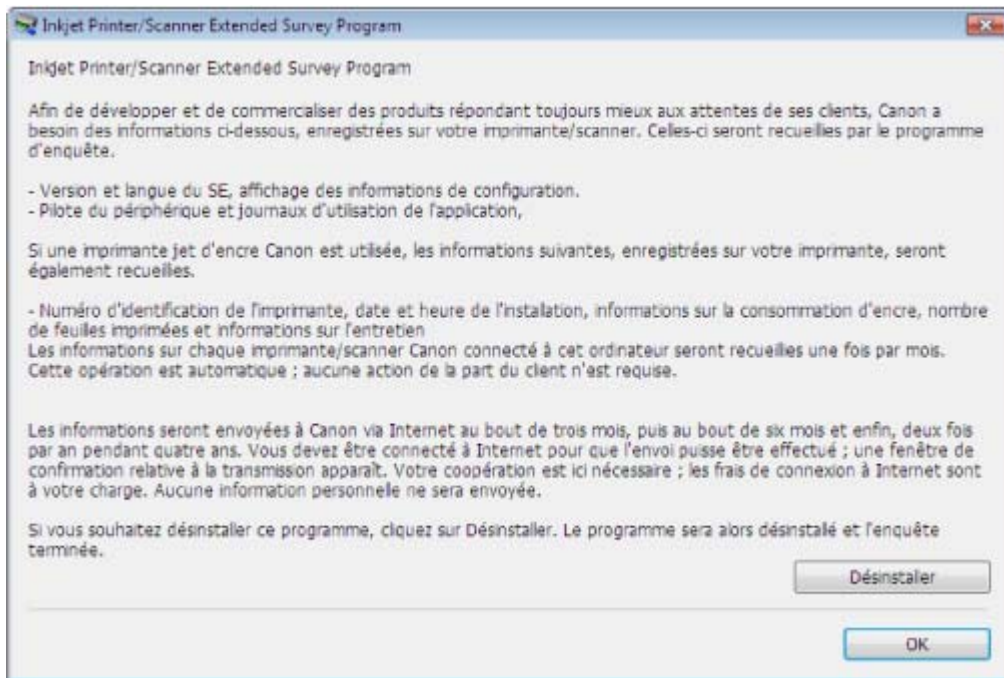 Inkjet Printer/Scanner Extended Survey Program
Inkjet Printer/Scanner Extended Survey Program
Afin de développer et de commercialiser des produits répondant toujours mieux aux attentes de ses clients, Canon a
besoin des informations ci-dessous, enregistrées sur votre imprimante/scanner. Celles-ci seront recueillies par le programme
d'enquête.
- Version et langue du SE, affichage des informations de configuration.
- Pilote du périphérique et journaux d'utilisation de l'application,
Si une imprimante jet d'encre Canon est utilisée, les informations suivantes, enregistrées sur votre imprimante, seront
également recueillies.
- Numéro d'identification de l'imprimante, date et heure de l'installation, informations sur la consommation d'encre, nombre
de feuilles imprimées et informations sur l'entretien
Les informations sur chaque imprimante/scanner Canon connecté à cet ordinateur seront recueillies une fois par mois.
Cette opération est automatique ; aucune action de la part du client n'est requise.
Les informations seront envoyées à Canon via Internet au bout de trois mois, puis au bout de six mois et enfin, deux fois
par an pendant quatre ans. Vous devez être connecté à Internet pour que l'envoi puisse être effectué ; une fenêtre de
confirmation relative à la transmission apparaît. Votre coopération est ici nécessaire ; les frais de connexion à Internet sont
à votre charge. Aucune information personnelle ne sera envoyée.
Si vous souhaitez désinstaller ce programme, cliquez sur Désinstaller. Le programme sera alors désinstallé et l'enquête
terminée.
Désinstaller
OK